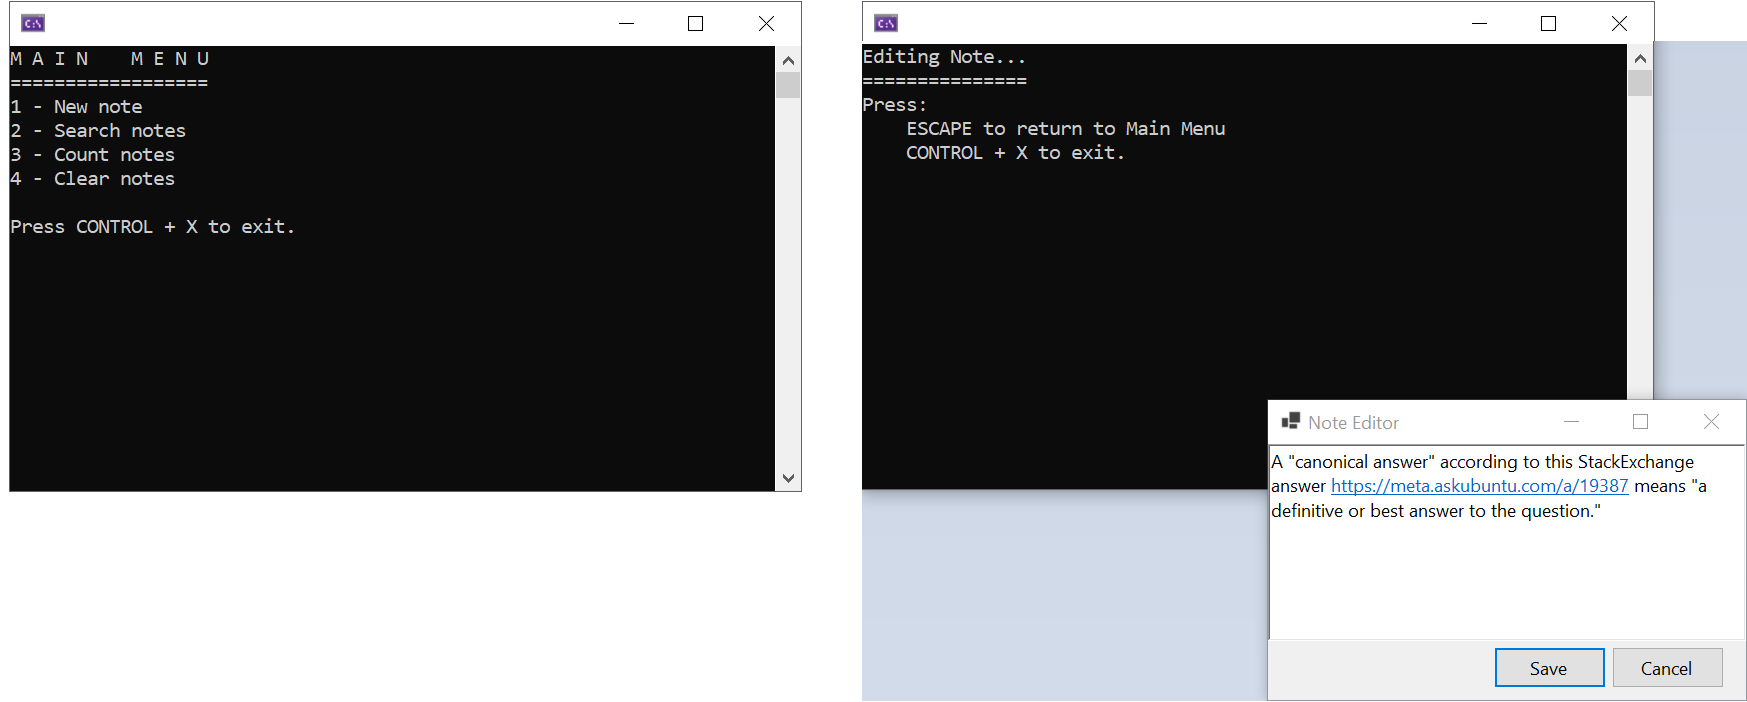 C:\
M A I N    M E N U
==================
1 - New note
2 - Search notes
3 - Count notes
4 - Clear notes
Press CONTROL + X to exit.
C:\
Editing Note...
===============
Press:
    ESCAPE to return to Main Menu
    CONTROL + X to exit.
Note Editor
A "canonical answer" according to this StackExchange
answer https://meta.askubuntu.com/a/19387 means "a
definitive or best answer to the question."
Save
Cancel